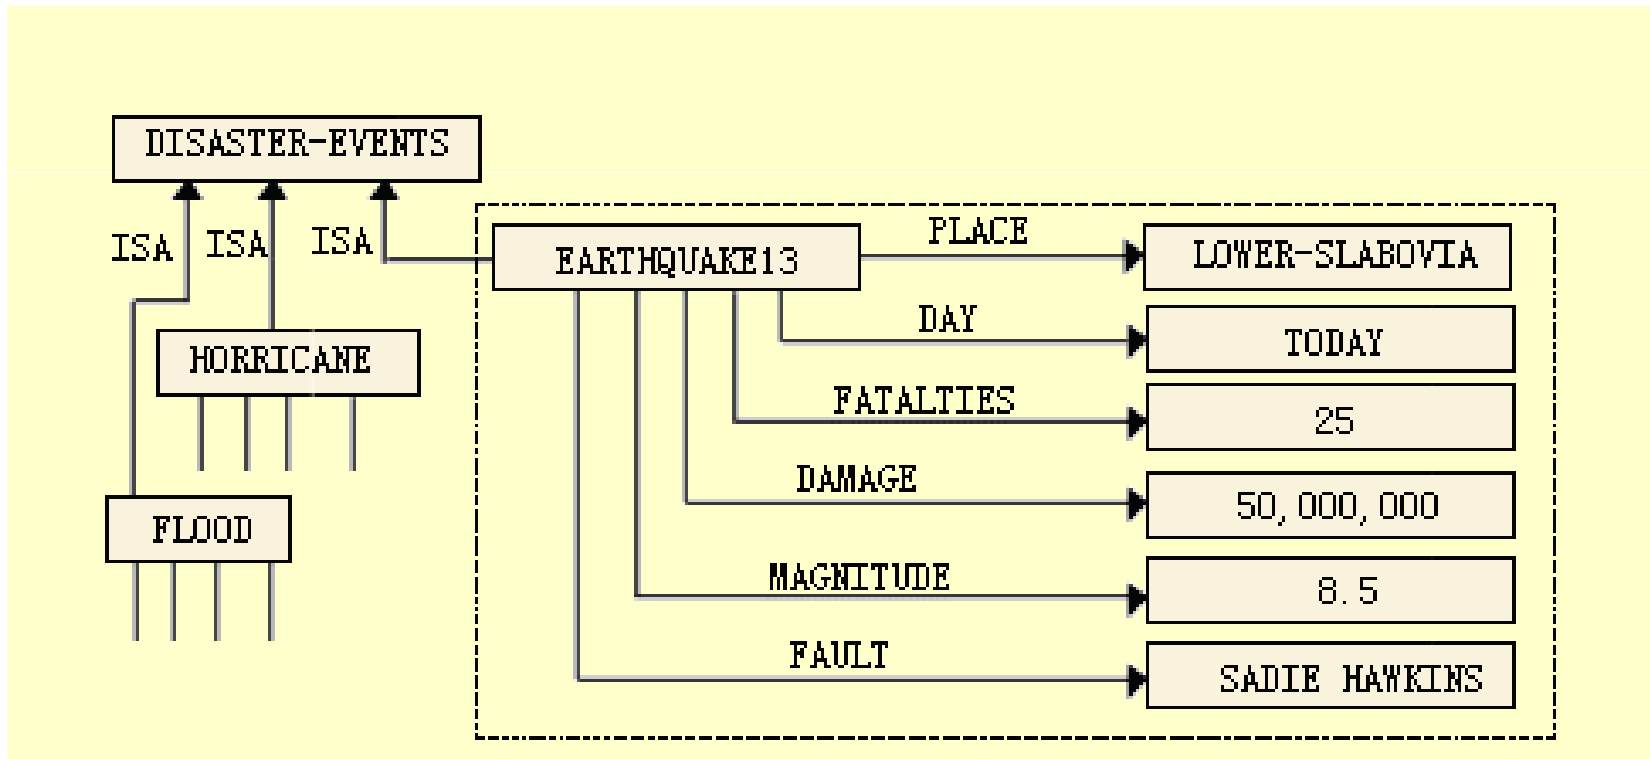 DISASTER-EVENTS
ISA ISA ISA
EARTHQUAKE13
PLACE
LOWER-SLABOVIA
DAY
TODAY
HORRICANE
FATALTIES
25
DAMAGE
50,000,000
FLOOD
MAGNITUDE
8.5
FAULT
SADIE HAWKINS